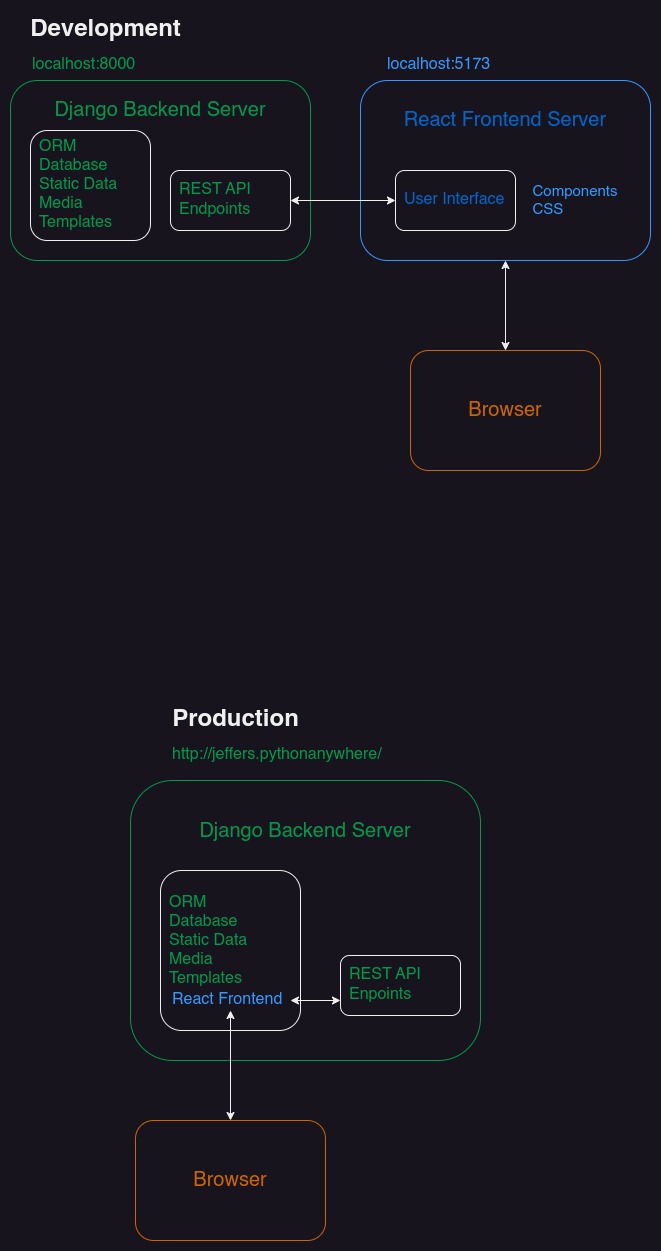 Development
localhost:8000
Django Backend Server
ORM
Database
Static Data
Media
Templates
REST API
Endpoints
localhost:5173
React Frontend Server
User Interface
Components
CSS
Browser
Production
http://jeffers.pythonanywhere/
Django Backend Server
ORM
Database
Static Data
Media
Templates
React Frontend
REST API
Enpoints
Browser